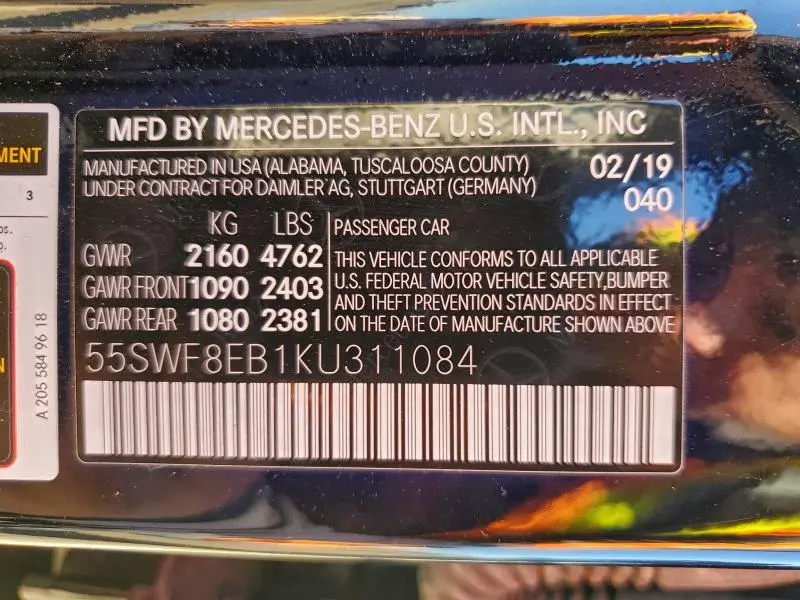 MENT
3
A 205 584 96 18
MFD BY MERCEDES-BENZ U.S. INTL., INC
MANUFACTURED IN USA (ALABAMA, TUSCALOOSA COUNTY)
UNDER CONTRACT FOR DAIMLER AG, STUTTGART (GERMANY)
02/19
040
KG LBS
GVWR 2160 4762
GAWR FRONT 1090 2403
GAWR REAR 1080 2381
PASSENGER CAR
THIS VEHICLE CONFORMS TO ALL APPLICABLE
U.S. FEDERAL MOTOR VEHICLE SAFETY,BUMPER
AND THEFT PREVENTION STANDARDS IN EFFECT
ON THE DATE OF MANUFACTURE SHOWN ABOVE
55SWF8EB1KU311084